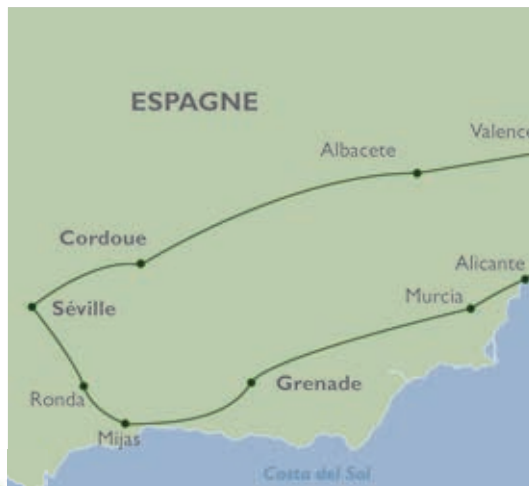 ESPAGNE
Valence
Albacete
Cordoue
Alicante
Murcia
Séville
Grenade
Ronda
Mijas
Costa del Sol